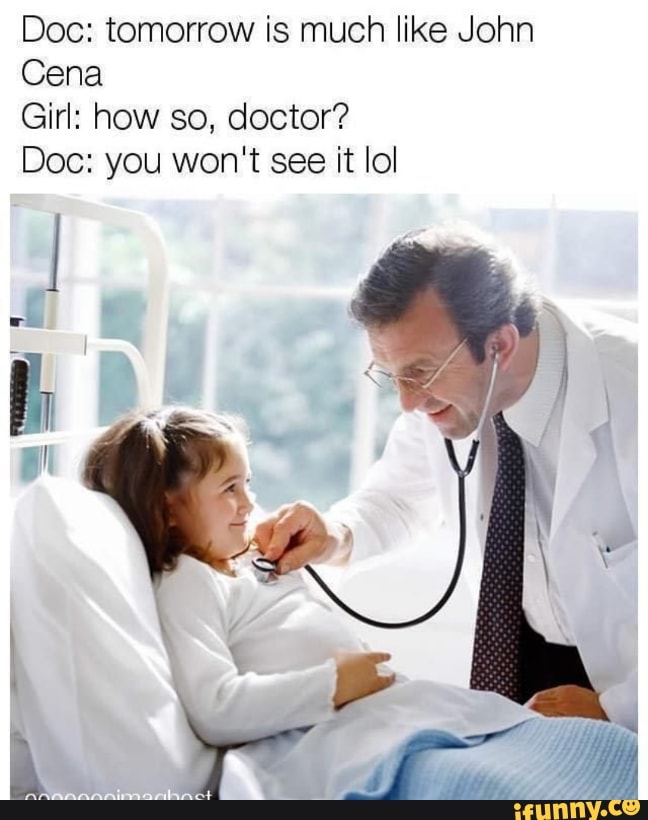 Doc: tomorrow is much like John
Cena
Girl: how so, doctor?
Doc: you won't see it lol
oooooooimaghost
ifunny.co